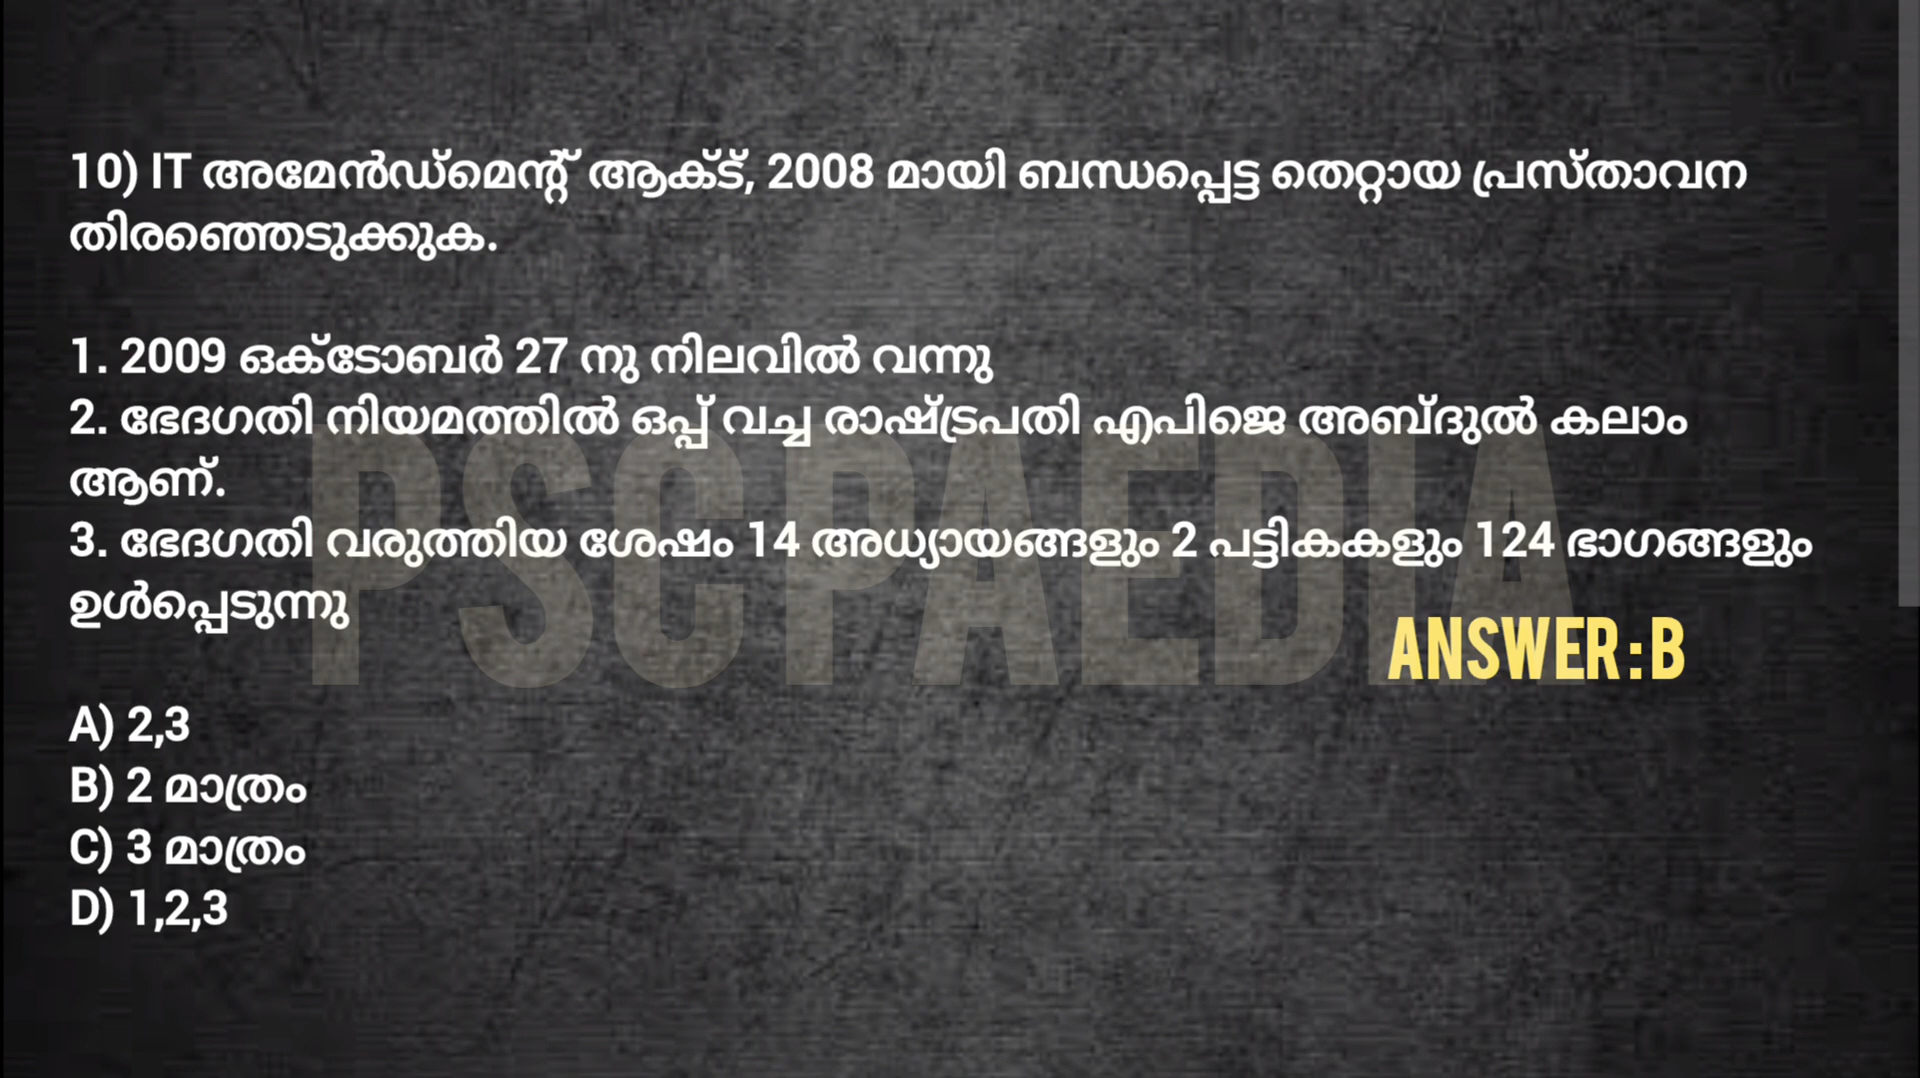 10) IT അമേൻഡ്മെന്റ് ആക്ട്, 2008 മായി ബന്ധപ്പെട്ട തെറ്റായ പ്രസ്താവന
തിരഞ്ഞെടുക്കുക.
1. 2009 ഒക്ടോബർ 27 നു നിലവിൽ വന്നു
2. ഭേദഗതി നിയമത്തിൽ ഒപ്പ് വച്ച രാഷ്ട്രപതി എപിജെ അബ്ദുൽ കലാം
ആണ്.
3. ഭേദഗതി വരുത്തിയ ശേഷം 14 അധ്യായങ്ങളും 2 പട്ടികകളും 124 ഭാഗങ്ങളും
ഉൾപ്പെടുന്നു
PSC PAEDIA
ANSWER : B
A) 2,3
B) 2 മാത്രം
C) 3 മാത്രം
D) 1,2,3